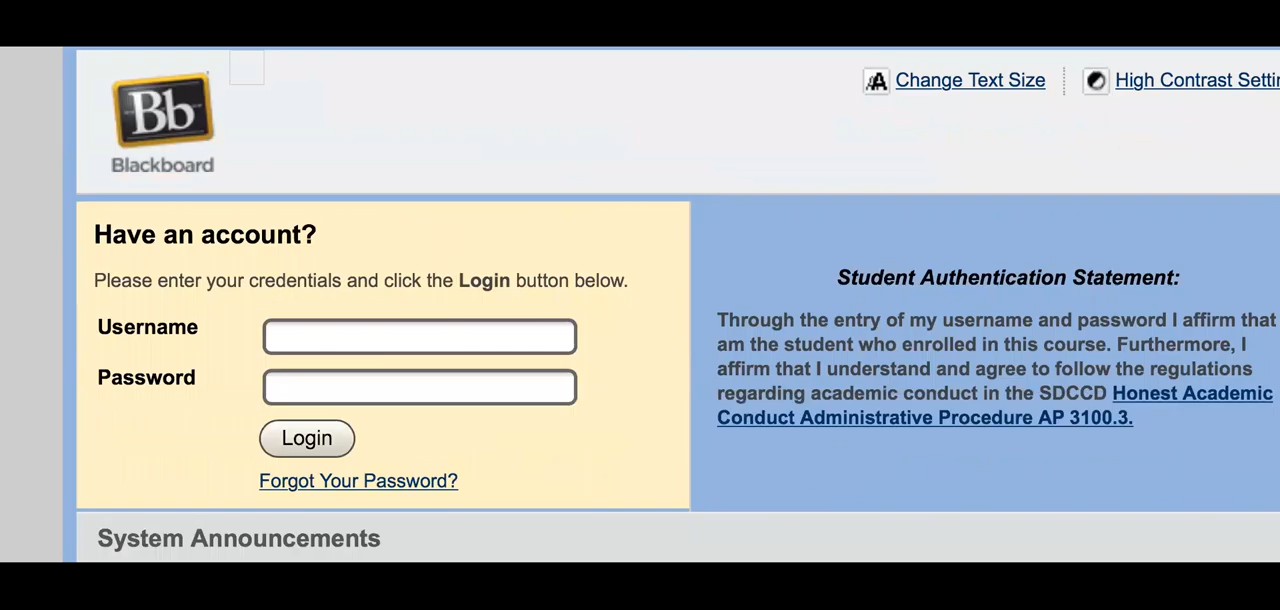 Bb
Blackboard
Change Text Size
High Contrast
Have an account?
Please enter your credentials and click the Login button below.
Username
Password
Login
Forgot Your Password?
Student Authentication Statement:
Through the entry of my username and password I affirm that
am the student who enrolled in this course. Furthermore, I
affirm that I understand and agree to follow the regulations
regarding academic conduct in the SDCCD Honest Academic
Conduct Administrative Procedure AP 3100.3.
System Announcements